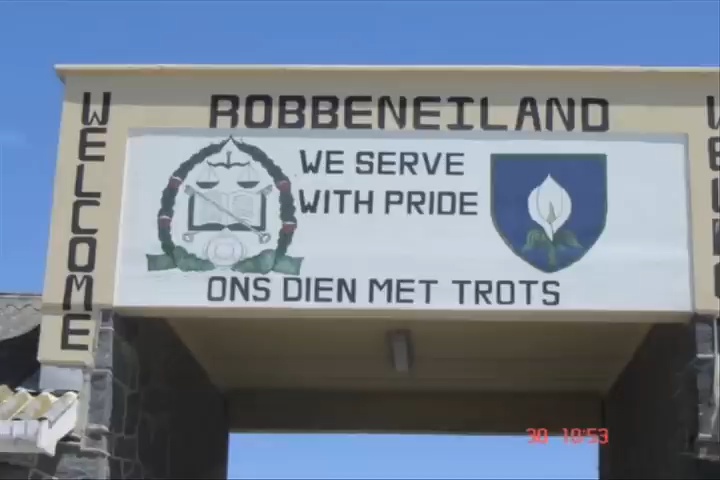 WELCOME
ROBBENEILAND
WE SERVE
WITH PRIDE
ONS DIEN MET TROTS
30 10:53